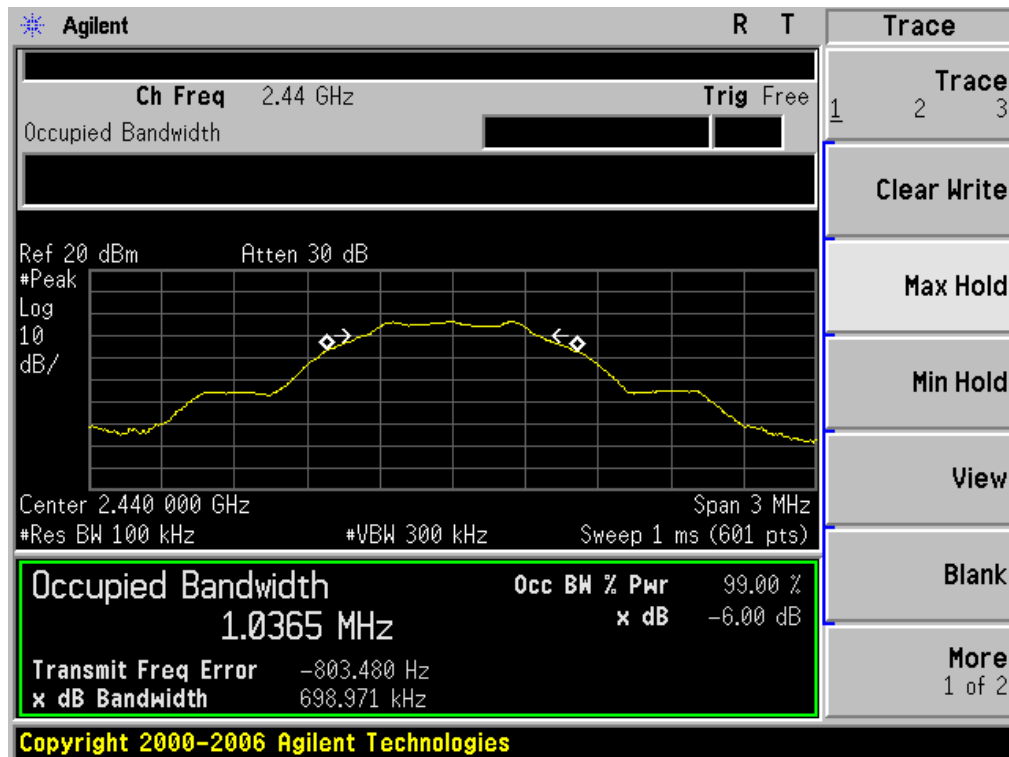 Agilent R T
Ch Freq 2.44 GHz Trig Free
Occupied Bandwidth
Ref 20 dBm Atten 30 dB
#Peak
Log
10
dB/
Center 2.440 000 GHz Span 3 MHz
#Res BW 100 kHz #VBW 300 kHz Sweep 1 ms (601 pts)
Occupied Bandwidth Occ BW % Pwr 99.00 %
1.0365 MHz x dB -6.00 dB
Transmit Freq Error -803.480 Hz
x dB Bandwidth 698.971 kHz
Copyright 2000-2006 Agilent Technologies
Trace
Trace
1 2 3
Clear Write
Max Hold
Min Hold
View
Blank
More
1 of 2